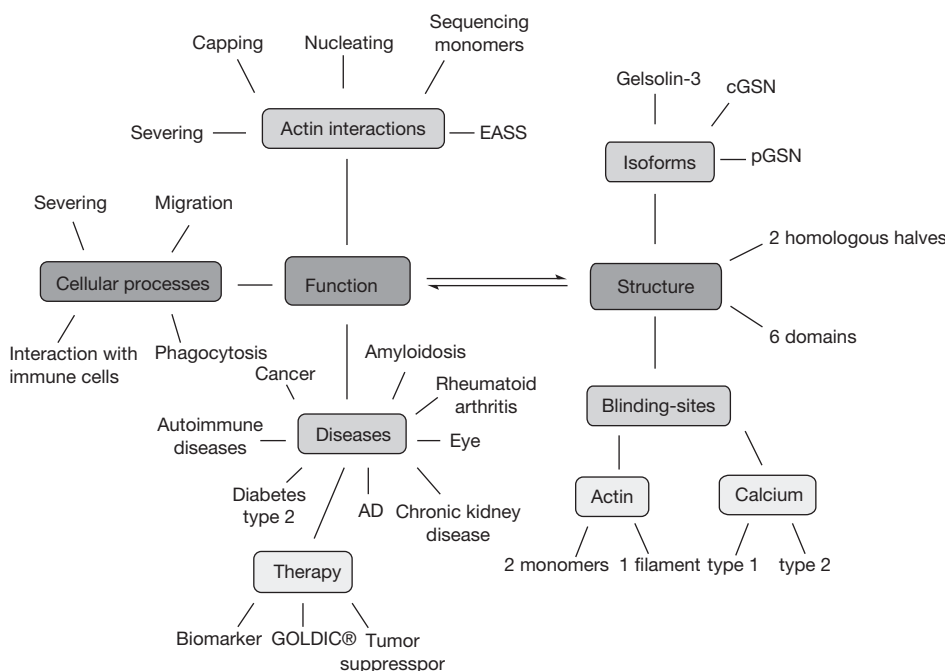 Sequencing
monomers
Nucleating
Capping
Severing
Actin interactions
EASS
Gelsolin-3
cGSN
Isoforms
pGSN
Severing
Migration
Cellular processes
Function
Structure
2 homologous halves
6 domains
Interaction with
immune cells
Phagocytosis
Cancer
Amyloidosis
Rheumatoid
arthritis
Autoimmune
diseases
Diseases
Eye
Diabetes
type 2
AD
Chronic kidney
disease
Blinding-sites
Actin
Calcium
2 monomers
1 filament
type 1
type 2
Therapy
Biomarker
GOLDIC®
Tumor
suppresspor